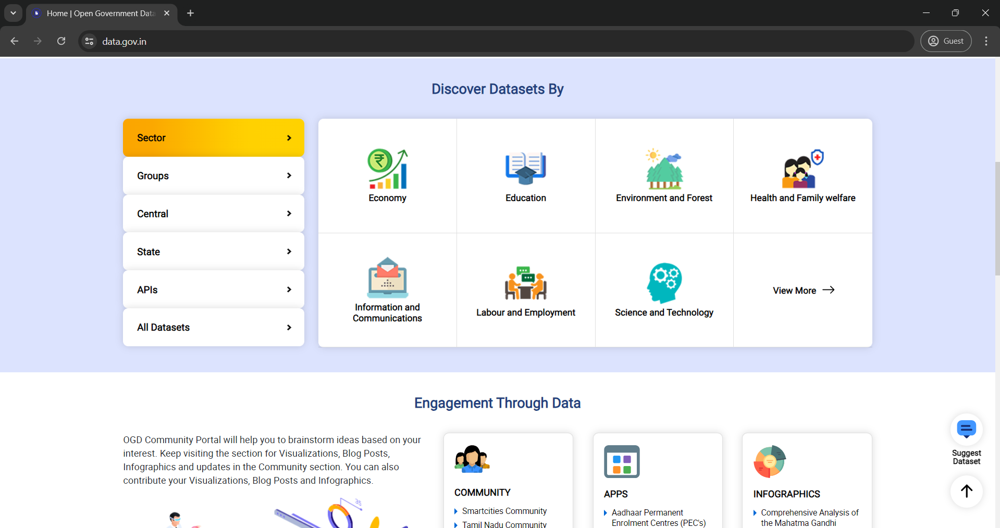 Home | Open Government Data
data.gov.in
Guest
Discover Datasets By
Sector
Groups
Central
State
APIs
All Datasets
Economy
Education
Environment and Forest
Health and Family welfare
Information and
Communications
Labour and Employment
Science and Technology
View More
Engagement Through Data
OGD Community Portal will help you to brainstorm ideas based on your
interest. Keep visiting the section for Visualizations, Blog Posts,
Infographics and updates in the Community section. You can also
contribute your Visualizations, Blog Posts and Infographics.
35
COMMUNITY
Smartcities Community
Tamil Nadu Community
APPS
Aadhaar Permanent
Enrolment Centres (PEC's)
INFOGRAPHICS
Comprehensive Analysis of
the Mahatma Gandhi
Suggest
Dataset